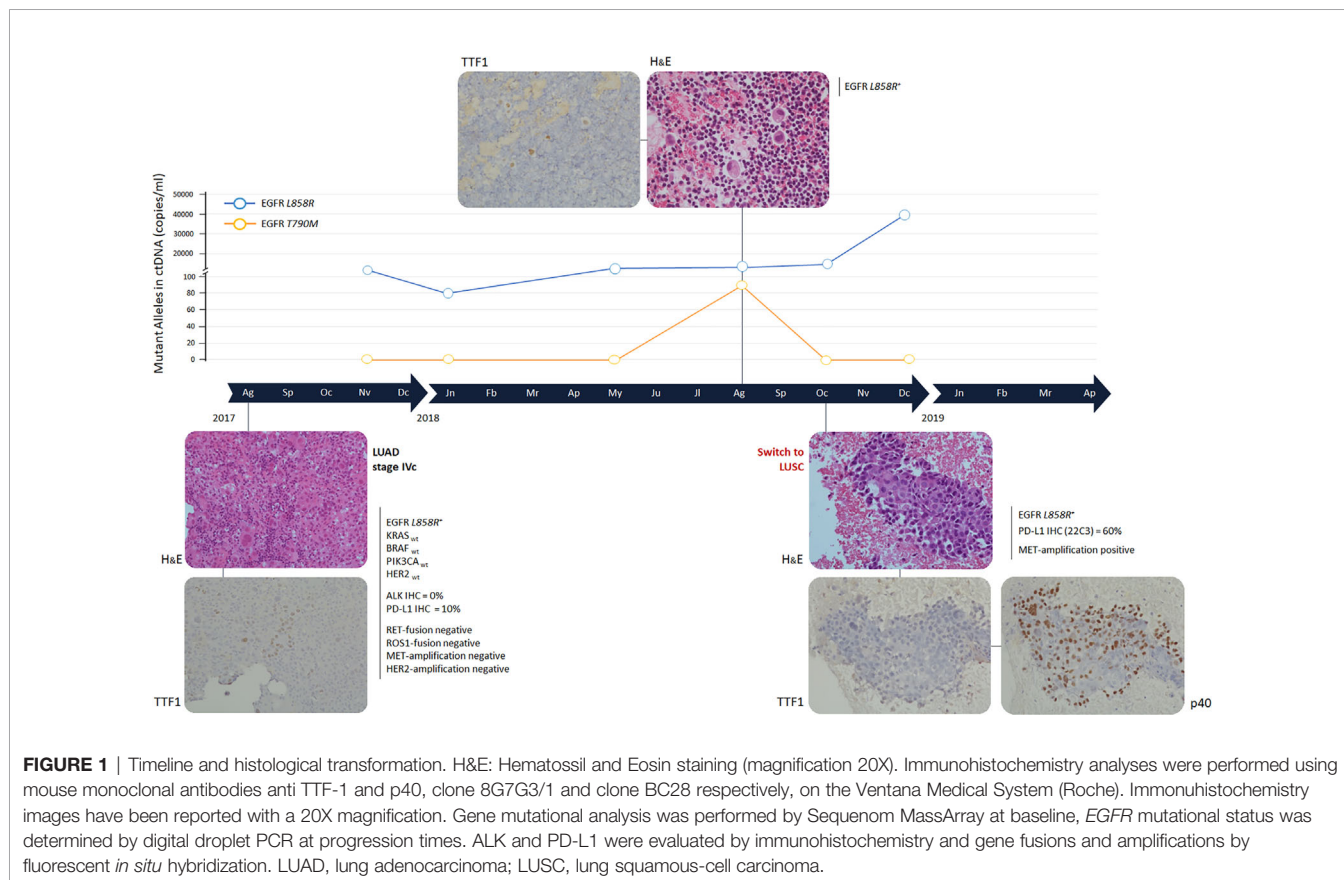 TTF1
H&E
EGFR L858R+
Mutant Alleles in ctDNA (copies/ml)
50000
40000
30000
20000
100
80
60
40
20
0
EGFR L858R
EGFR T790M
Ag Sp Oc Nv Dc Jn Fb Mr Ap My Ju Jl Ag Sp Oc Nv Dc Jn Fb Mr Ap
2017 2018 2019
LUAD
stage IVc
EGFR L858R+
KRAS wt
BRAF wt
PIK3CA wt
HER2 wt
ALK IHC = 0%
PD-L1 IHC = 10%
RET-fusion negative
ROS1-fusion negative
MET-amplification negative
HER2-amplification negative
H&E
TTF1
Switch to
LUSC
EGFR L858R+
PD-L1 IHC (22C3) = 60%
MET-amplification positive
H&E
TTF1
p40
FIGURE 1 | Timeline and histological transformation. H&E: Hematossil and Eosin staining (magnification 20X). Immunohistochemistry analyses were performed using
mouse monoclonal antibodies anti TTF-1 and p40, clone 8G7G3/1 and clone BC28 respectively, on the Ventana Medical System (Roche). Immonuhistochemistry
images have been reported with a 20X magnification. Gene mutational analysis was performed by Sequenom MassArray at baseline, EGFR mutational status was
determined by digital droplet PCR at progression times. ALK and PD-L1 were evaluated by immunohistochemistry and gene fusions and amplifications by
fluorescent in situ hybridization. LUAD, lung adenocarcinoma; LUSC, lung squamous-cell carcinoma.